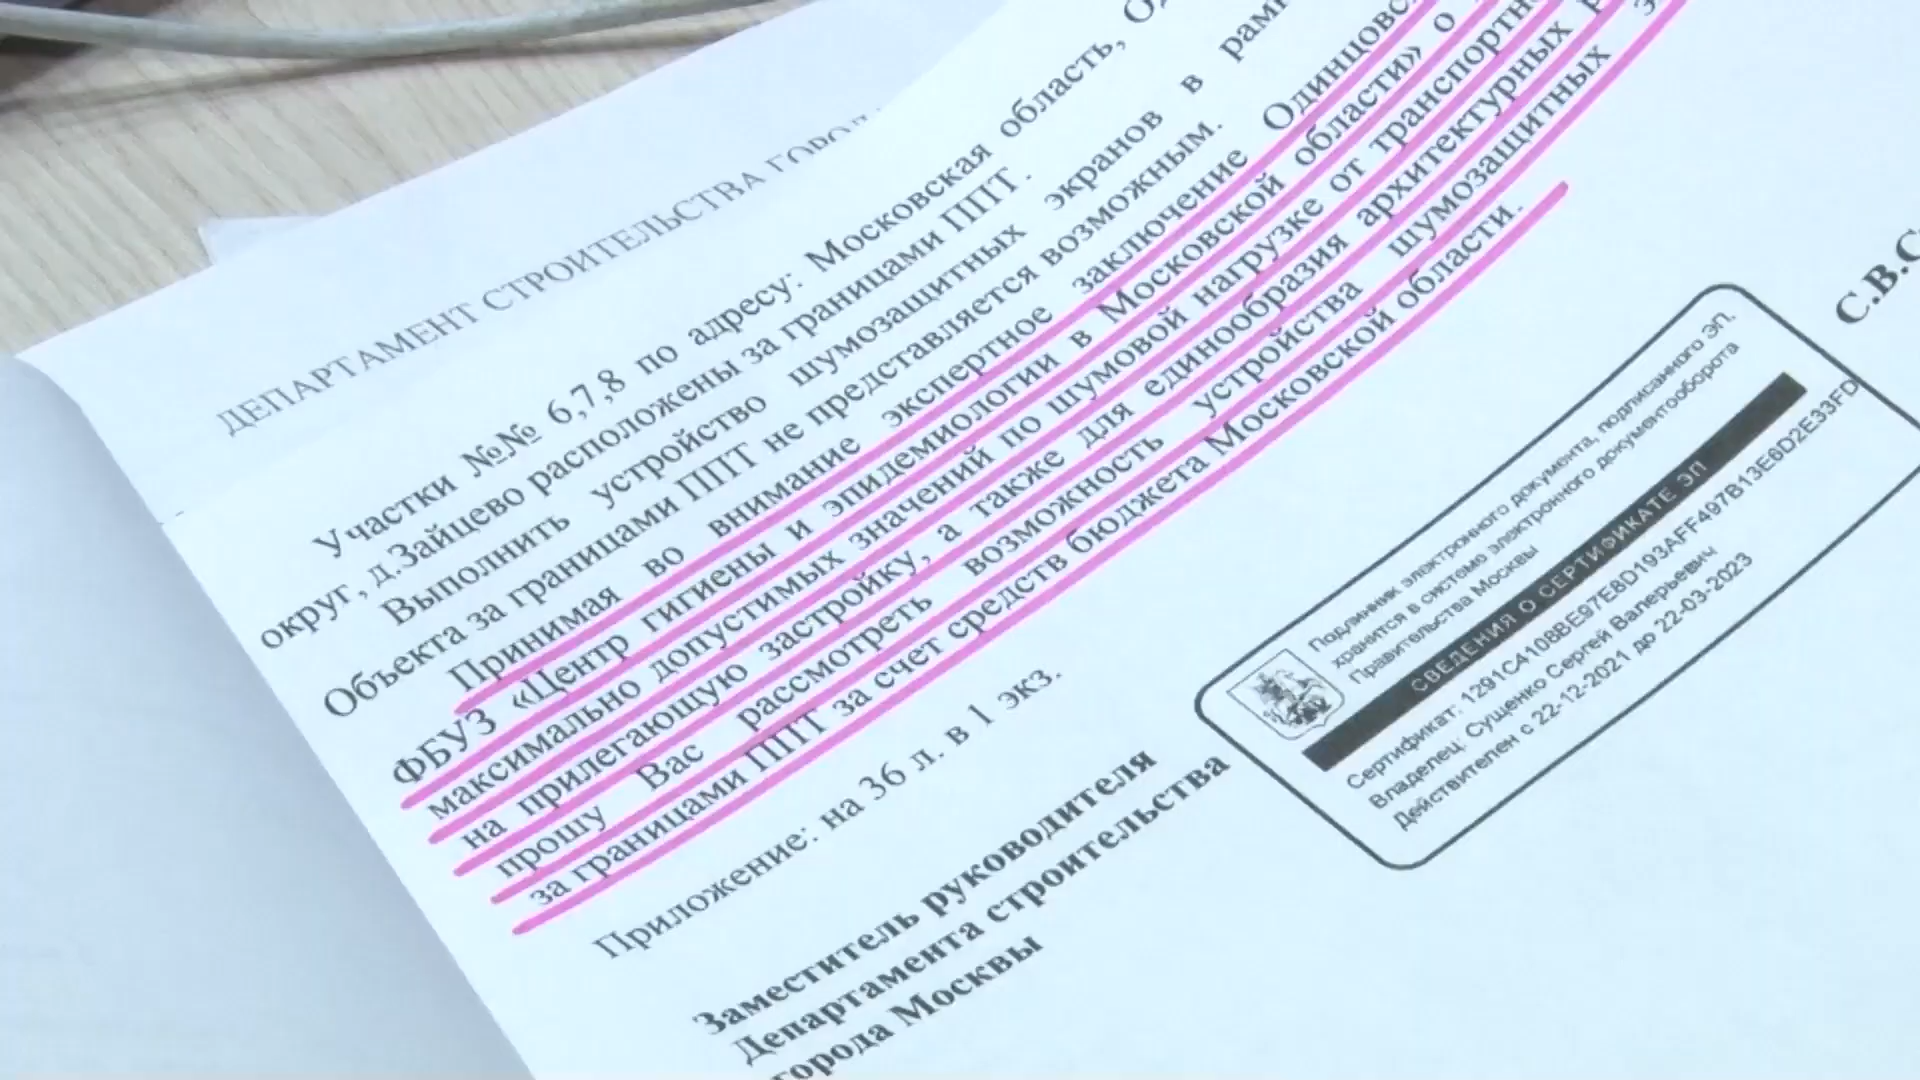 ДЕПАРТАМЕНТ СТРОИТЕЛЬСТВА ГОРОД
Участки №№ 6,7,8 по адресу: Московская область,
округ, д.Зайцево расположены за границами ППТ.
Выполнить устройство шумозащитных экранов в
Объекта за границами ППТ не представляется возможным.
Принимая во внимание экспертное заключение Одинцовс
ФБУЗ «Центр гигиены и эпидемиологии в Московской области» о
максимально допустимых значений по шумовой нагрузке от транспортн
на прилегающую застройку, а также для единообразия архитектурных
прошу Вас рассмотреть возможность устройства шумозащитных
за границами ППТ за счет средств бюджета Московской области.
Приложение: на 36 л. в 1 экз.
Заместитель руководителя
Департамента строительства
города Москвы
С.В.С
Подлинник электронного документа, подписанного ЭП,
хранится в системе электронного документооборота
Правительства Москвы
СВЕДЕНИЯ О СЕРТИФИКАТЕ ЭП
Сертификат: 1291C4108BE97E8D193AFF497B13E6D2E33FD
Владелец: Сущенко Сергей Валерьевич
Действителен с 22-12-2021 до 22-03-2023